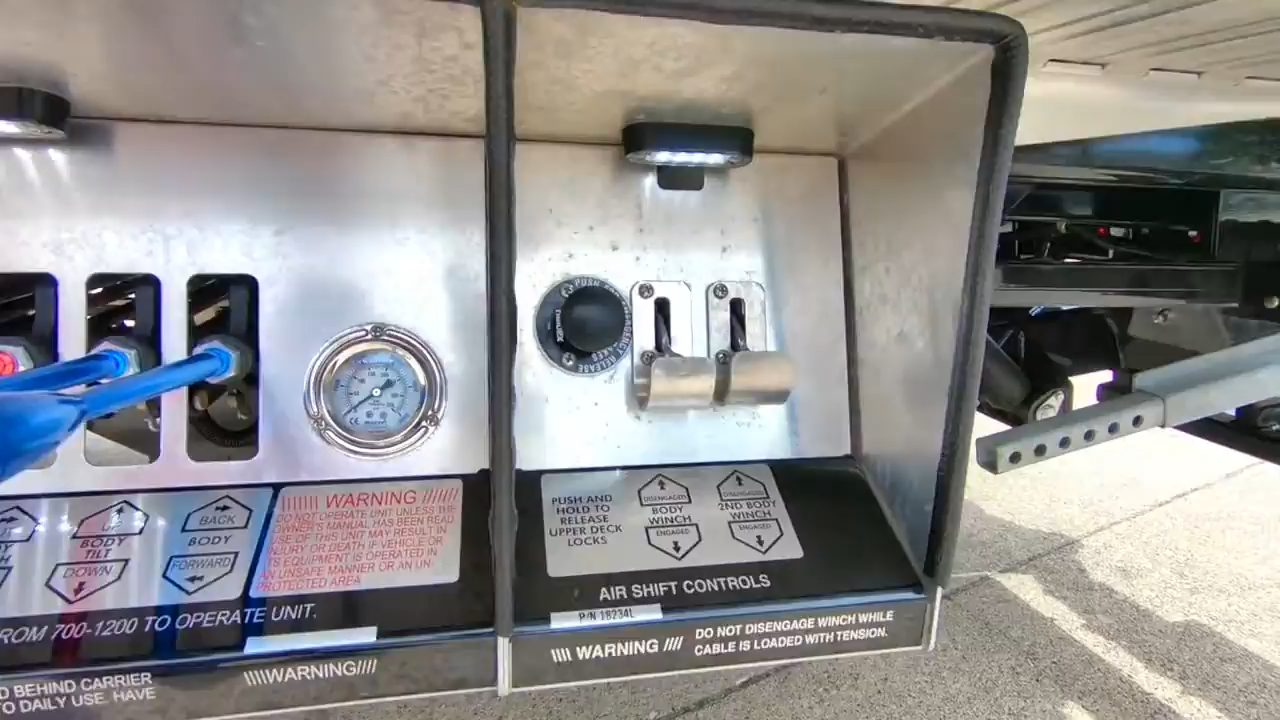 PUSH
EMERGENCY RELEASE
UP
BODY
TILT
DOWN
BACK
BODY
FORWARD
WARNING
DO NOT OPERATE UNIT UNLESS THE
OWNER'S MANUAL HAS BEEN READ
USE OF THIS UNIT MAY RESULT IN
INJURY OR DEATH IF VEHICLE OR
ITS EQUIPMENT IS OPERATED IN
AN UNSAFE MANNER OR AN UN-
PROTECTED AREA
ROM 700-1200 TO OPERATE UNIT.
\\\\WARNING////
D BEHIND CARRIER
TO DAILY USE. HAVE
PUSH AND
HOLD TO
RELEASE
UPPER DECK
LOCKS
DISENGAGED
BODY
WINCH
ENGAGED
DISENGAGED
2ND BODY
WINCH
ENGAGED
AIR SHIFT CONTROLS
P/N 18234L
\\\\ WARNING ////
DO NOT DISENGAGE WINCH WHILE
CABLE IS LOADED WITH TENSION.